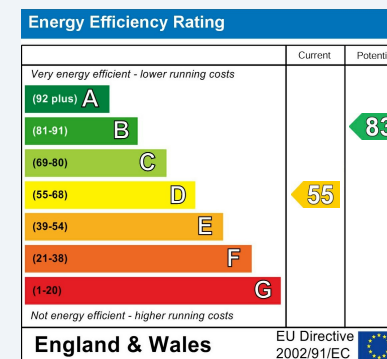 Energy Efficiency Rating
Current
Potenti
Very energy efficient - lower running costs
(92 plus) A
(81-91) B
83
(69-80) C
(55-68) D
55
(39-54) E
(21-38) F
(1-20) G
Not energy efficient - higher running costs
England & Wales
EU Directive
2002/91/EC